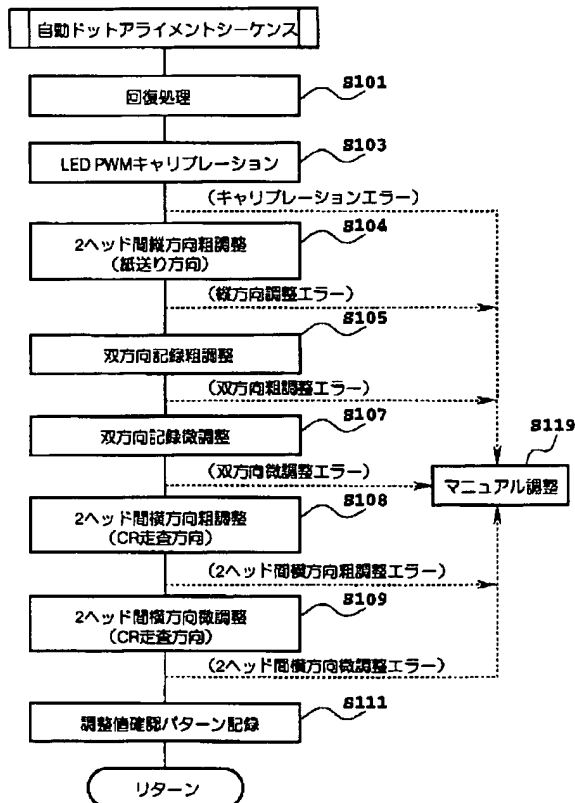 自動ドットアライメントシーケンス
S101
回復処理
S103
LED PWMキャリブレーション
(キャリブレーションエラー)
S104
2ヘッド間縦方向粗調整
(紙送り方向)
(縦方向調整エラー)
S105
双方向記録粗調整
(双方向粗調整エラー)
S107
双方向記録微調整
S119
(双方向微調整エラー)
マニュアル調整
S108
2ヘッド間横方向粗調整
(CR走査方向)
(2ヘッド間横方向粗調整エラー)
S109
2ヘッド間横方向微調整
(CR走査方向)
(2ヘッド間横方向微調整エラー)
S111
調整値確認パターン記録
リターン